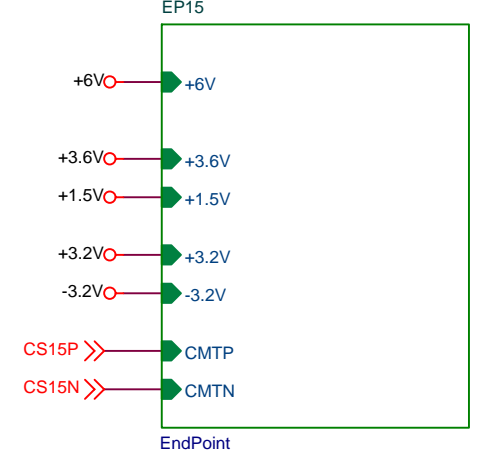 EP15
+6V +6V
+3.6V +3.6V
+1.5V +1.5V
+3.2V +3.2V
-3.2V -3.2V
CS15P CMTP
CS15N CMTN
EndPoint